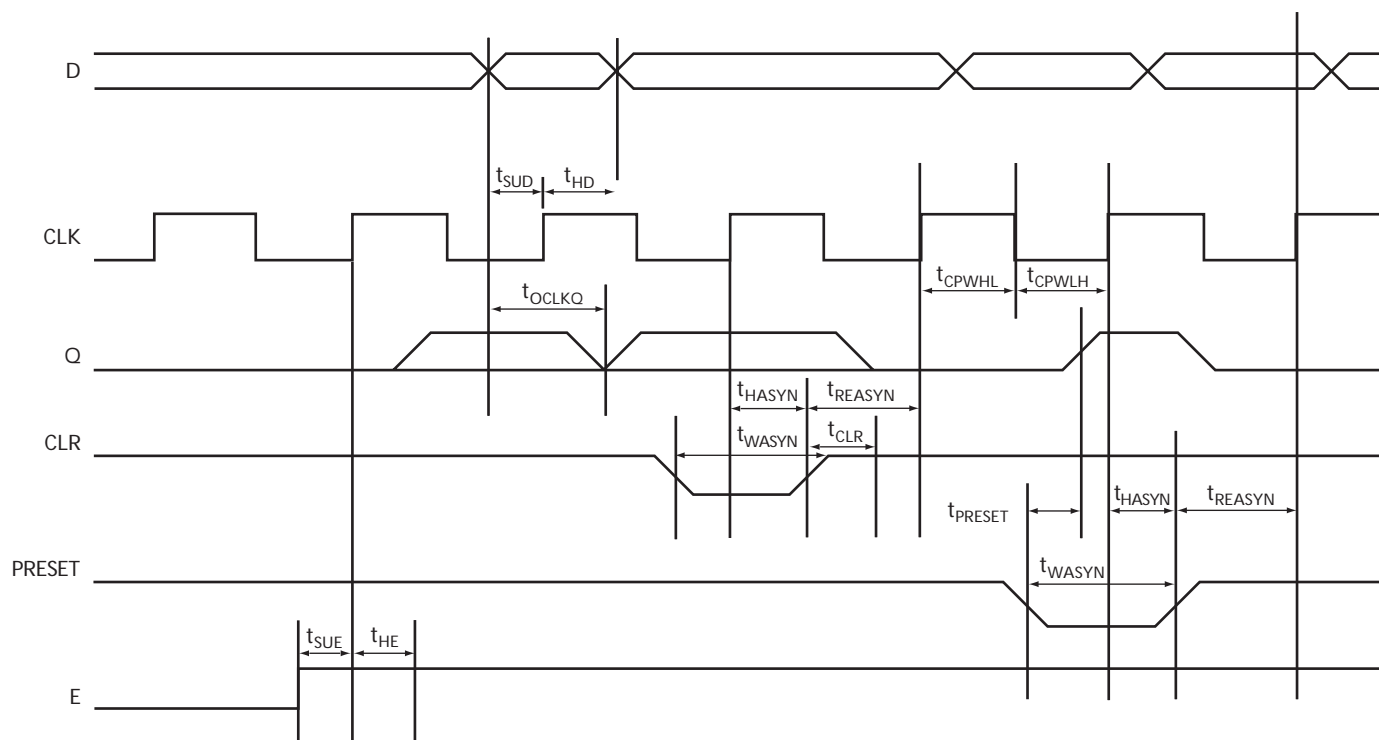 D
tSUD
tHD
CLK
tCPWHL
tCPWLH
tOCLKQ
Q
tHASYN
tREASYN
CLR
tWASYN
tCLR
tPRESET
tHASYN
tREASYN
PRESET
tWASYN
tSUE
tHE
E